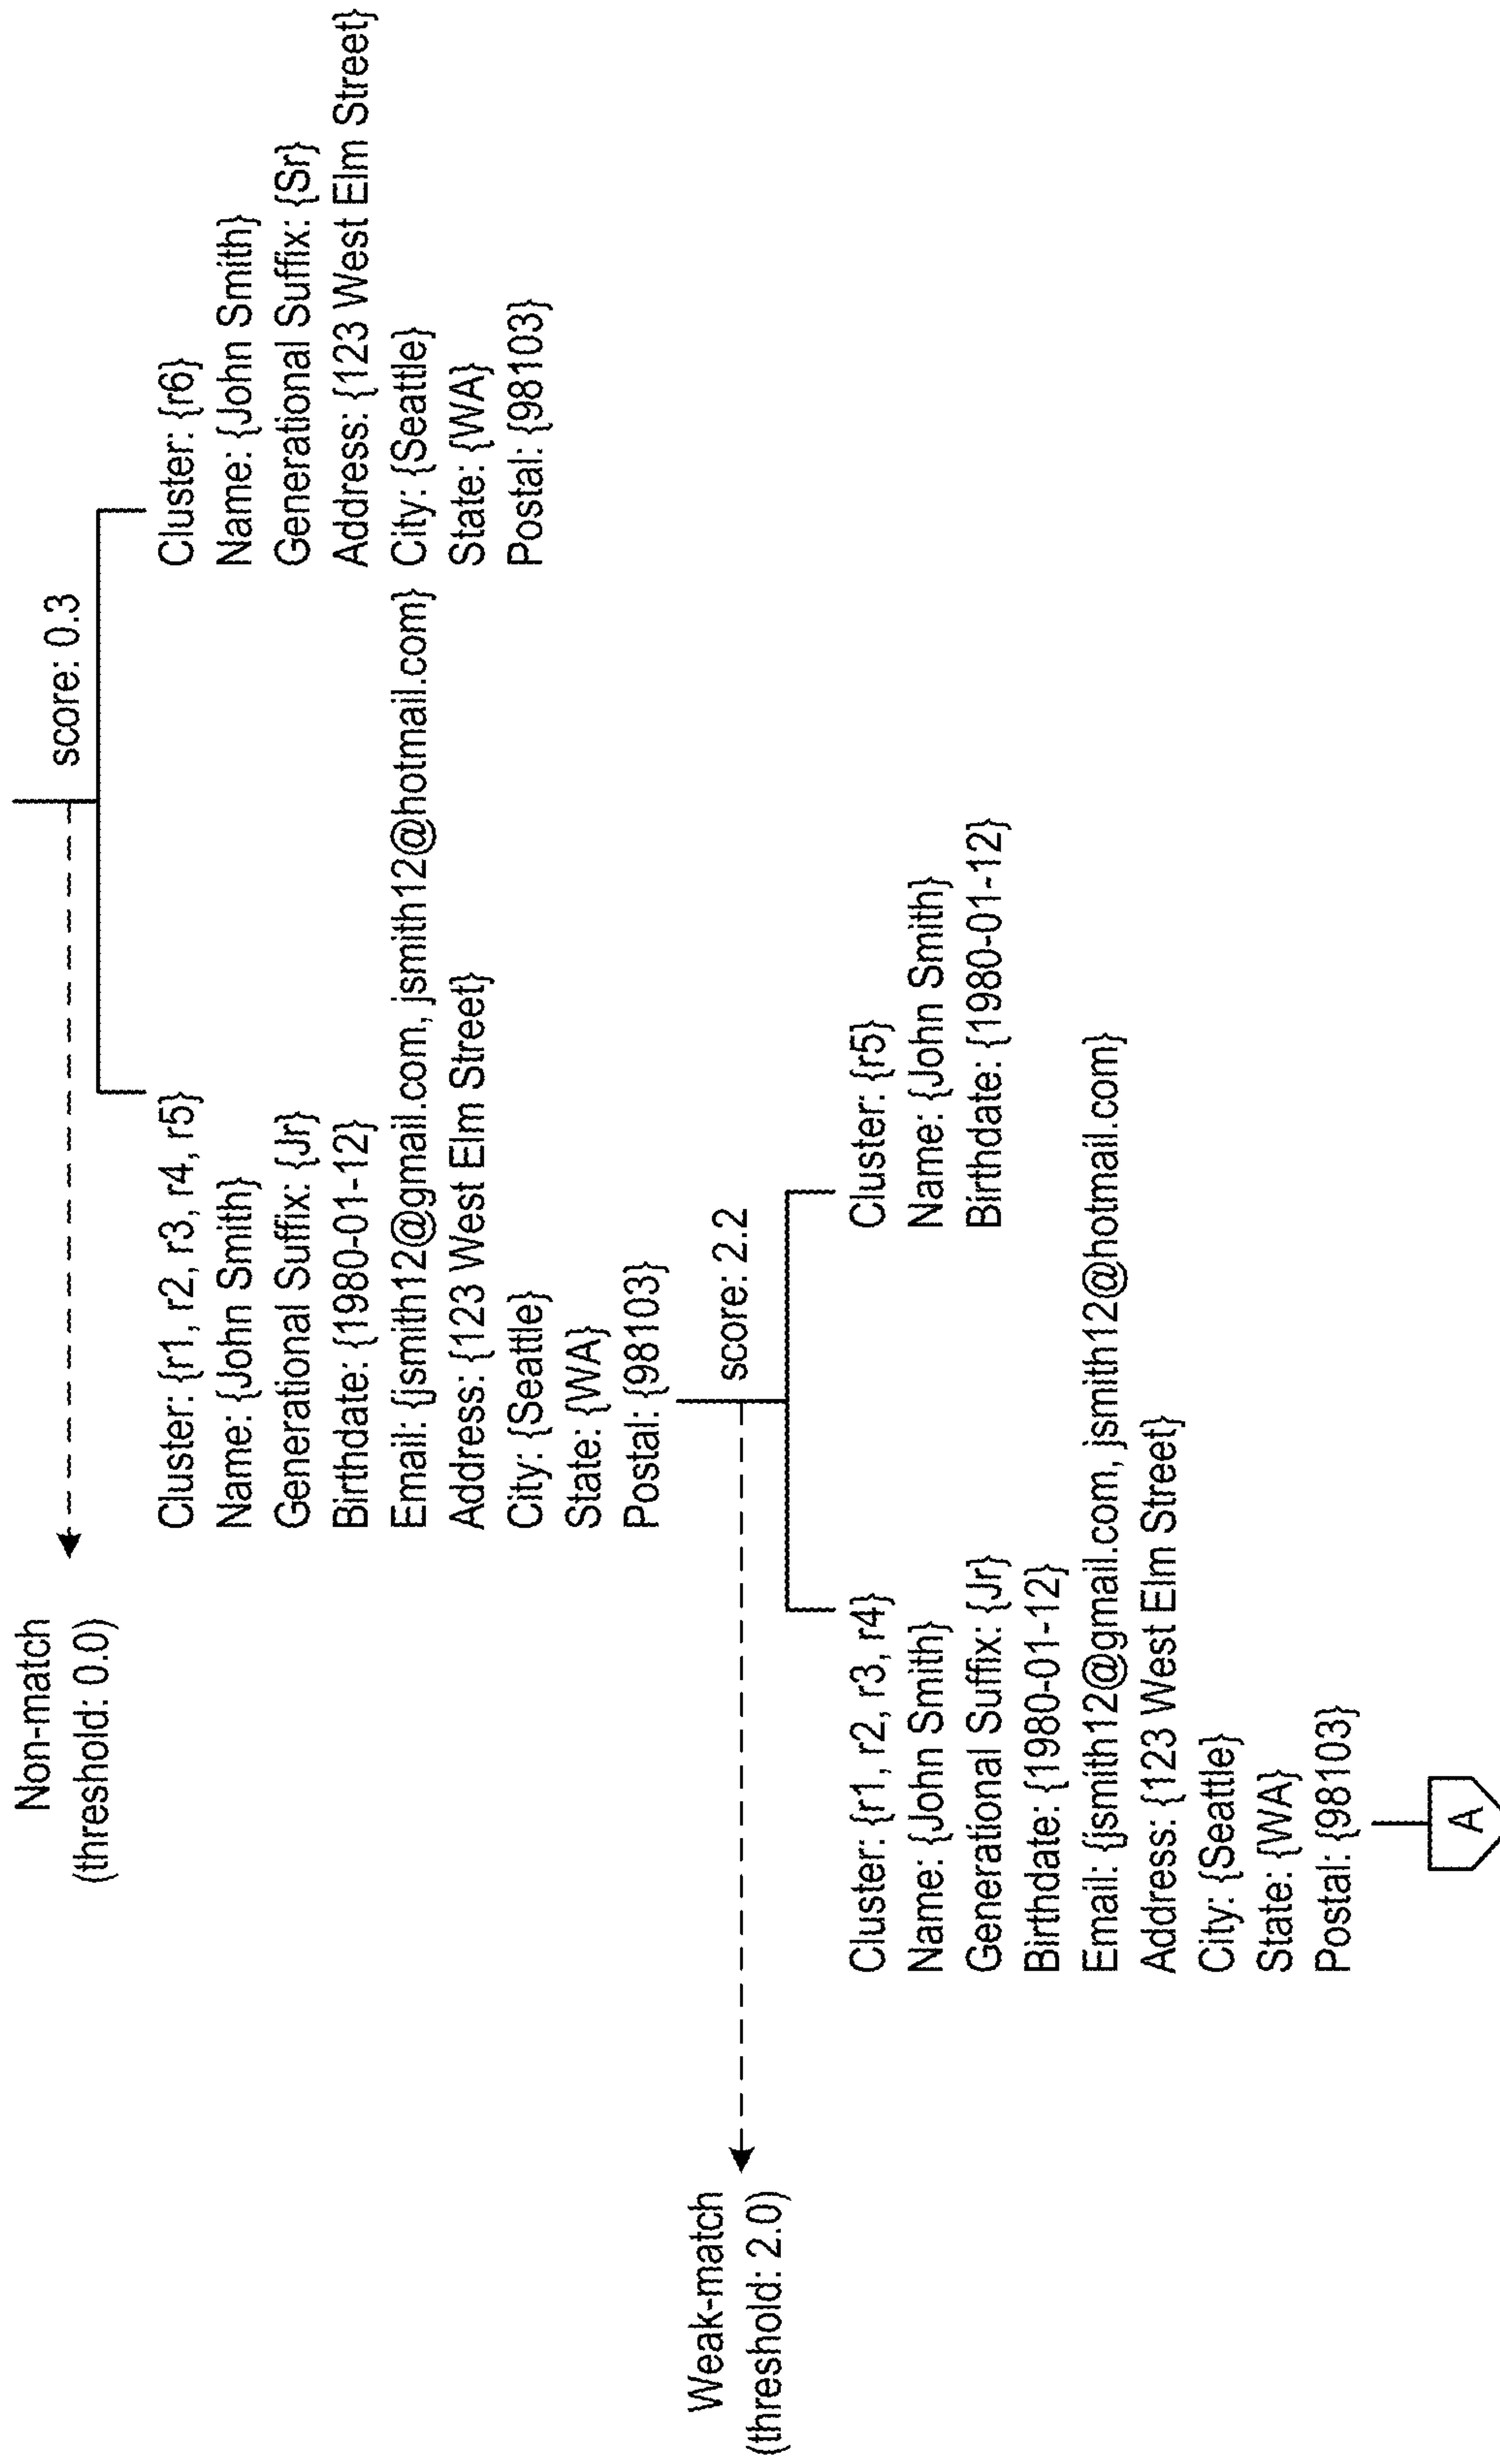 Non-match
(threshold: 0.0)
score: 0.3
Cluster: {r1, r2, r3, r4, r5}
Name: {John Smith}
Generational Suffix: {Jr}
Birthdate: {1980-01-12}
Email: {jsmith12@gmail.com, jsmith12@hotmail.com}
Address: {123 West Elm Street}
City: {Seattle}
State: {WA}
Postal: {98103}
Cluster: {r6}
Name: {John Smith}
Generational Suffix: {Sr}
Address: {123 West Elm Street}
City: {Seattle}
State: {WA}
Postal: {98103}
Weak-match
(threshold: 2.0)
score: 2.2
Cluster: {r1, r2, r3, r4}
Name: {John Smith}
Generational Suffix: {Jr}
Birthdate: {1980-01-12}
Email: {jsmith12@gmail.com, jsmith12@hotmail.com}
Address: {123 West Elm Street}
City: {Seattle}
State: {WA}
Postal: {98103}
Cluster: {r5}
Name: {John Smith}
Birthdate: {1980-01-12}
A